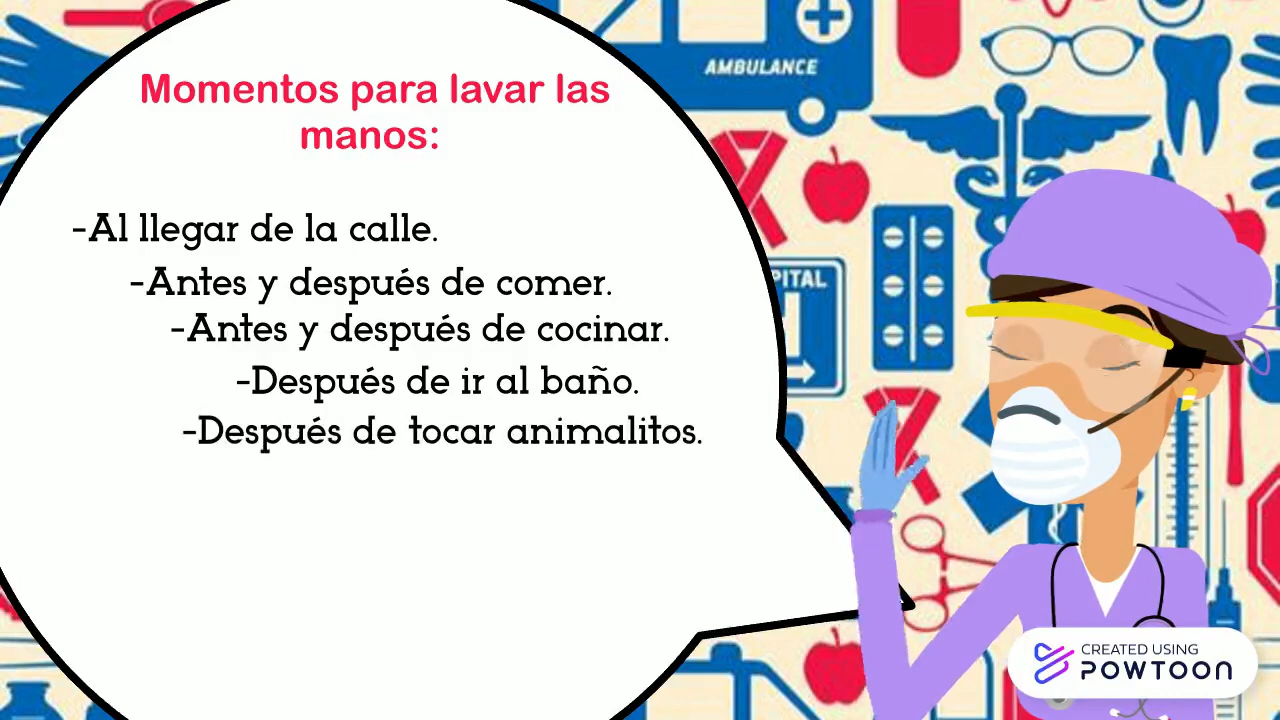 Momentos para lavar las
manos:
-Al llegar de la calle.
-Antes y después de comer.
-Antes y después de cocinar.
-Después de ir al baño.
-Después de tocar animalitos.
AMBULANCE
PITAL
CREATED USING
POWTOON